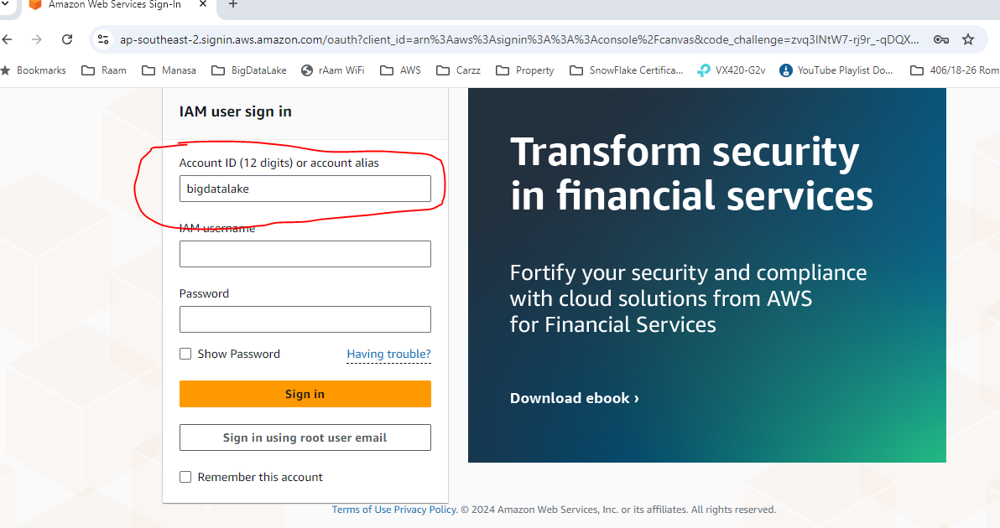 Amazon Web Services Sign-In
ap-southeast-2.signin.aws.amazon.com/oauth?client_id=arn%3Aaws%3Asignin%3A%3A%3Aconsole%2Fcanvas&code_challenge=zvq3lNtW7-rj9r_-qDQX...
Bookmarks Raam Manasa BigDataLake rAam WiFi AWS Carzz Property SnowFlake Certifica... VX420-G2v YouTube Playlist Do... 406/18-26 Rom
IAM user sign in
Account ID (12 digits) or account alias
bigdatalake
IAM username
Password
Show Password Having trouble?
Sign in
Sign in using root user email
Remember this account
Transform security
in financial services
Fortify your security and compliance
with cloud solutions from AWS
for Financial Services
Download ebook ›
Terms of Use Privacy Policy. © 2024 Amazon Web Services, Inc. or its affiliates. All rights reserved.